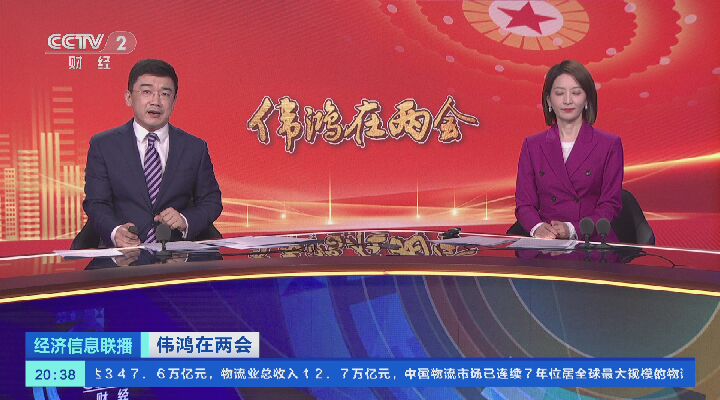 CCTV 2
财经
伟鸿在两会
经济信息联播 伟鸿在两会
20:38 ５３４７．６万亿元，物流业总收入１２．７万亿元，中国物流市场已连续７年位居全球最大规模的物